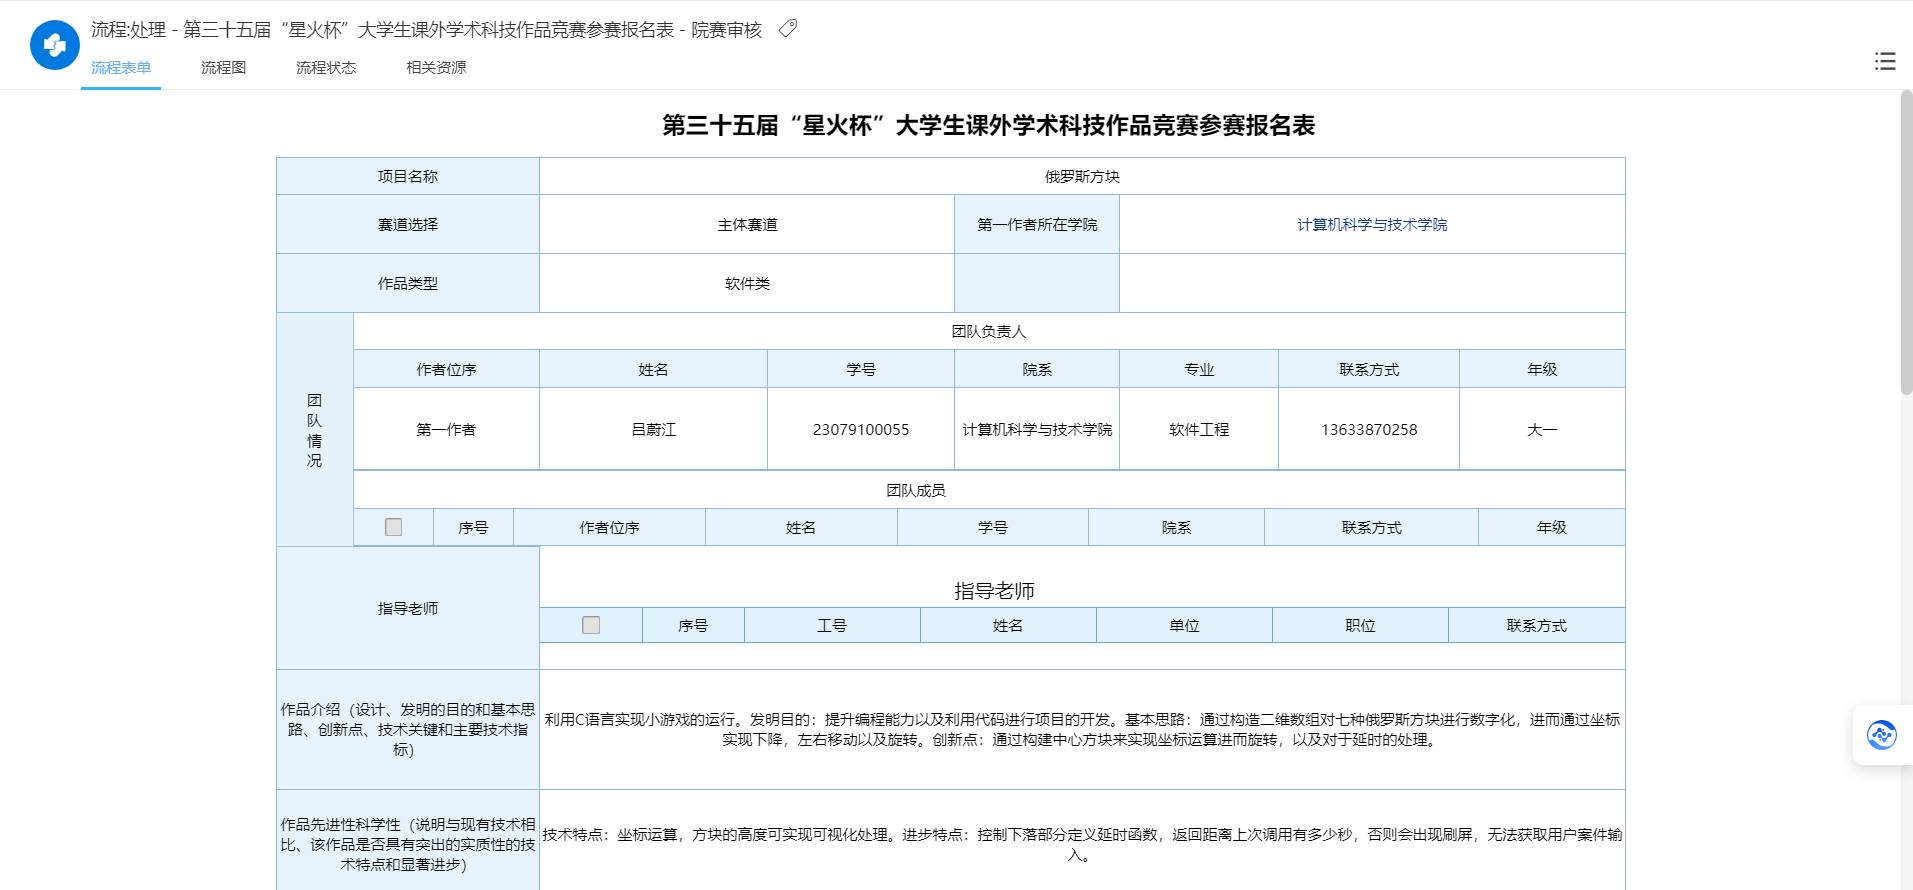 流程:处理 - 第三十五届“星火杯”大学生课外学术科技作品竞赛参赛报名表 - 院赛审核
流程表单 流程图 流程状态 相关资源
第三十五届“星火杯”大学生课外学术科技作品竞赛参赛报名表
项目名称 俄罗斯方块
赛道选择 主体赛道 第一作者所在学院 计算机科学与技术学院
作品类型 软件类
团队情况
团队负责人
作者位序 姓名 学号 院系 专业 联系方式 年级
第一作者 吕蔚江 23079100055 计算机科学与技术学院 软件工程 13633870258 大一
团队成员
序号 作者位序 姓名 学号 院系 联系方式 年级
指导老师
指导老师
序号 工号 姓名 单位 职位 联系方式
作品介绍（设计、发明的目的和基本思
路、创新点、技术关键和主要技术指
标）
利用C语言实现小游戏的运行。发明目的：提升编程能力以及利用代码进行项目的开发。基本思路：通过构造二维数组对七种俄罗斯方块进行数字化，进而通过坐标
实现下降，左右移动以及旋转。创新点：通过构建中心方块来实现坐标运算进而旋转，以及对于延时的处理。
作品先进性科学性（说明与现有技术相
比、该作品是否具有突出的实质性的技
术特点和显著进步）
技术特点：坐标运算，方块的高度可实现可视化处理。进步特点：控制下落部分定义延时函数，返回距离上次调用有多少秒，否则会出现刷屏，无法获取用户案件输
入。